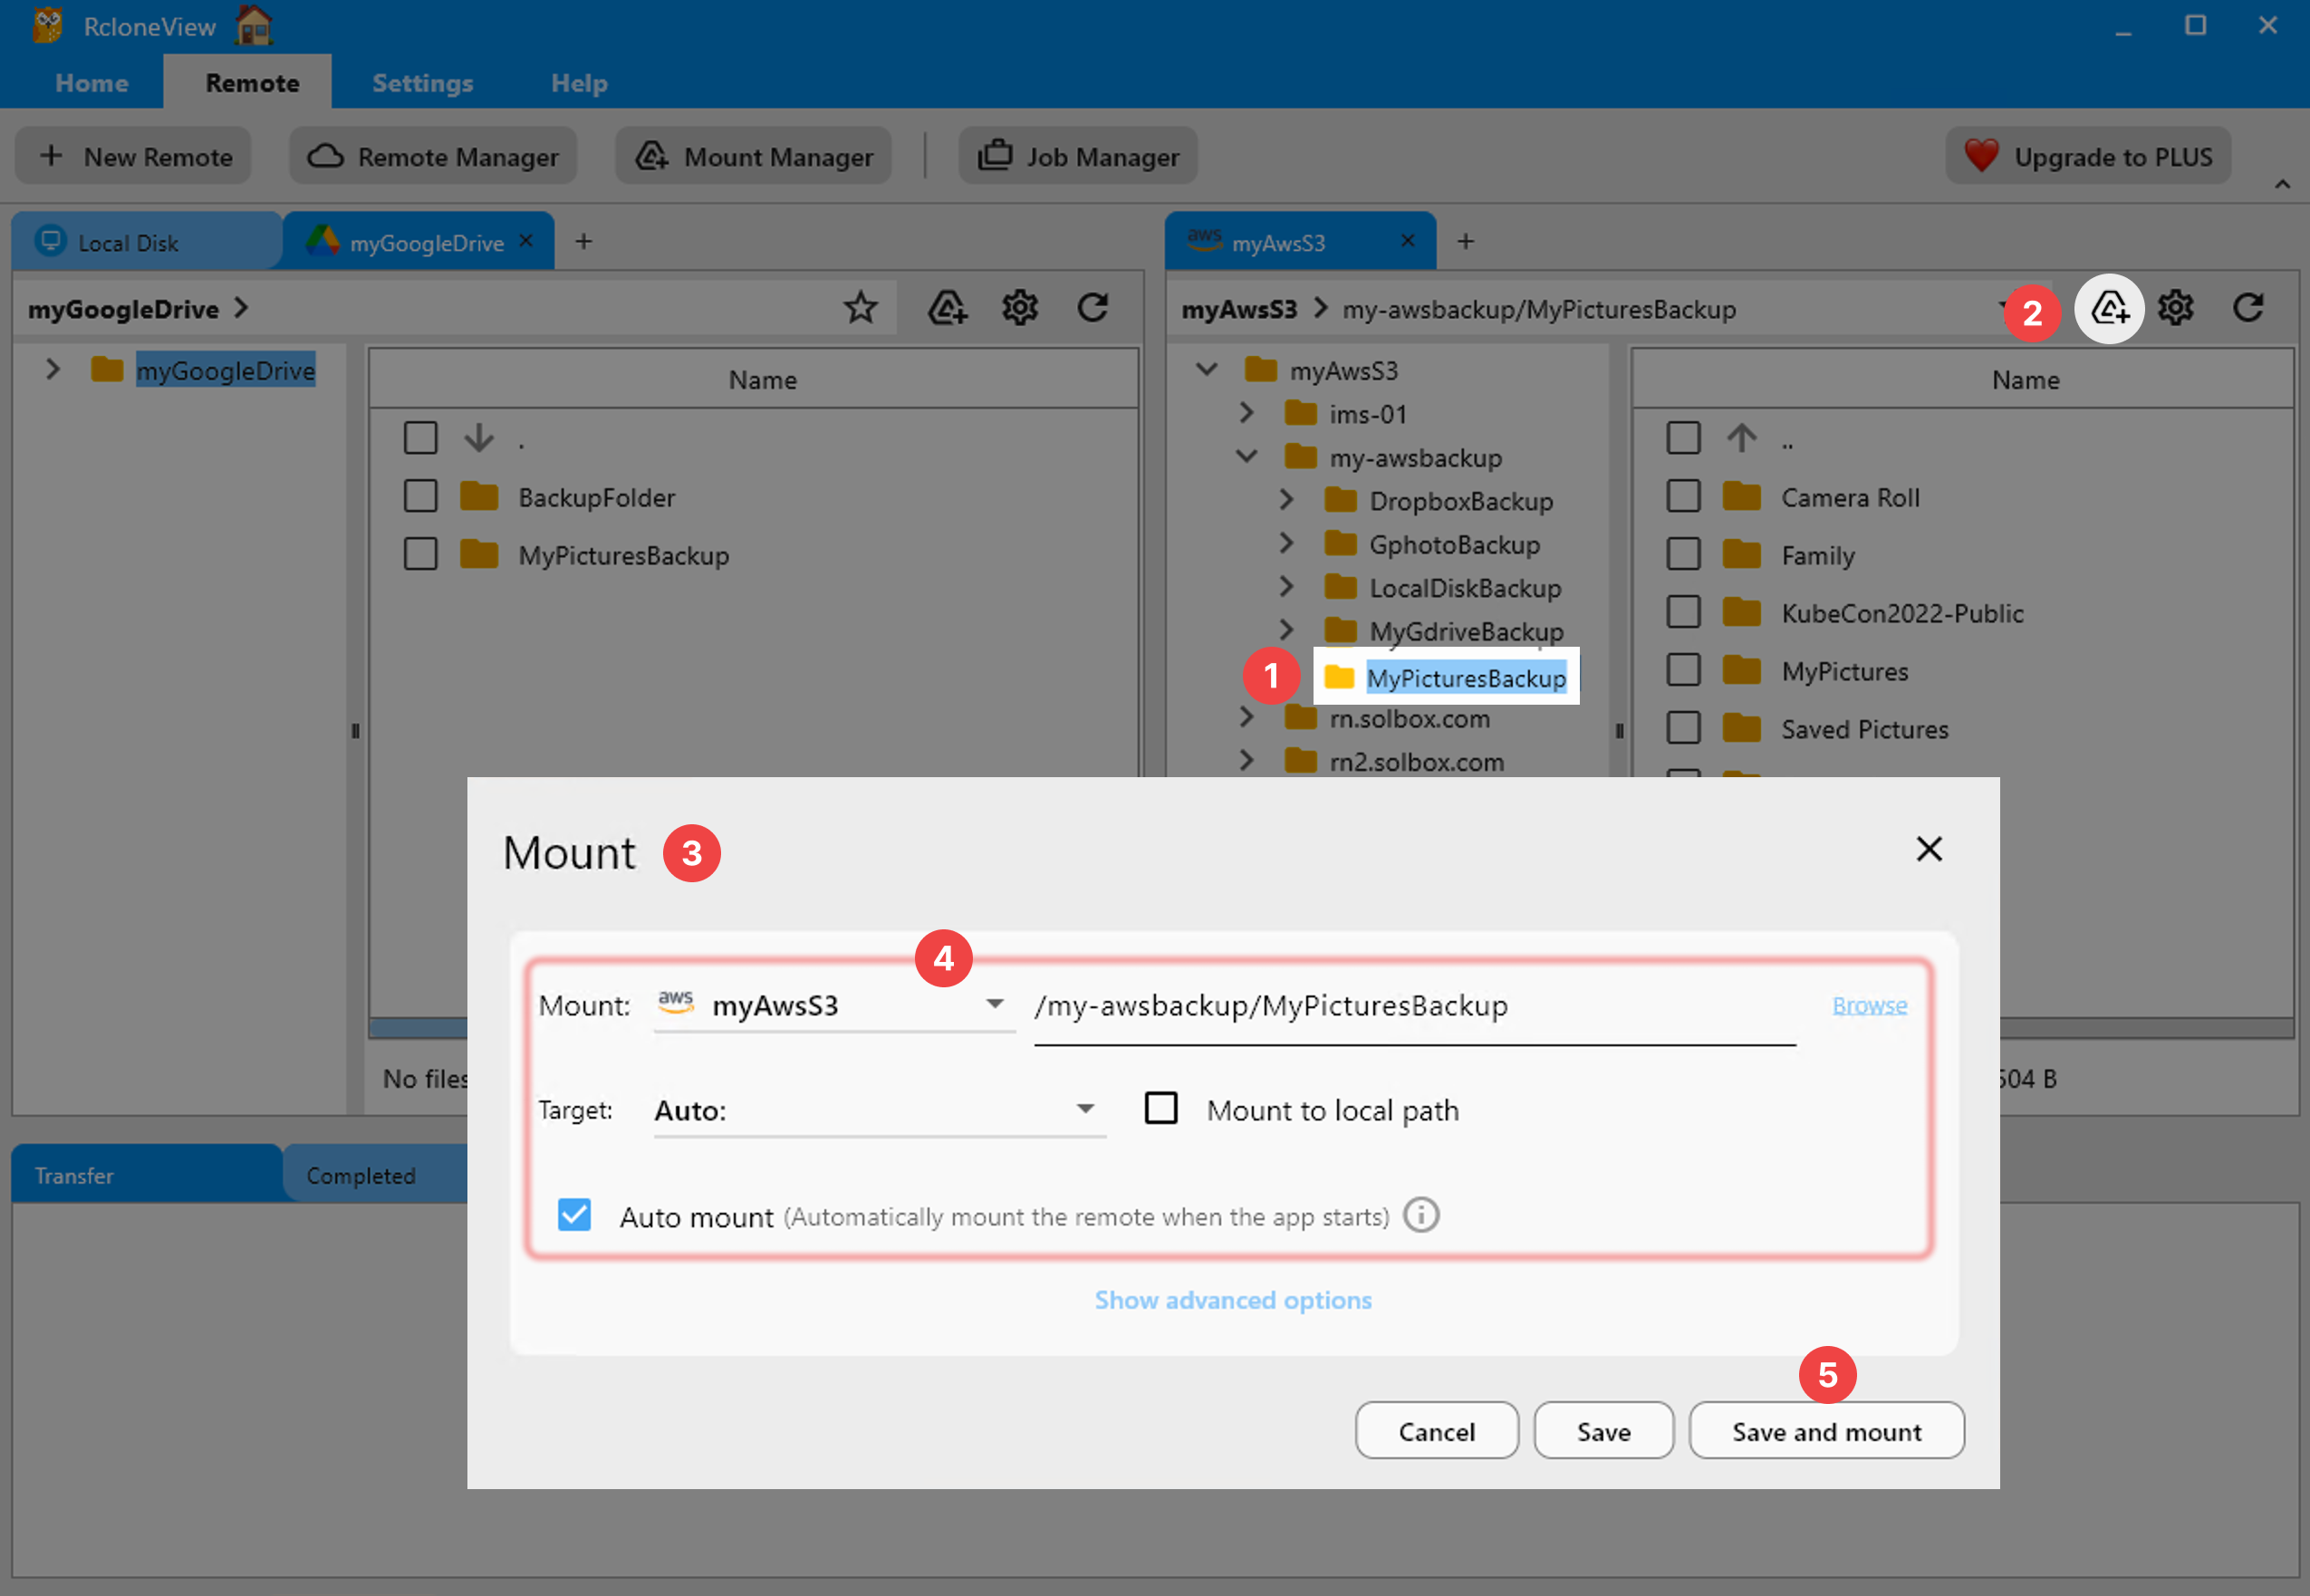 RcloneView
Home Remote Settings Help
New Remote Remote Manager Mount Manager Job Manager Upgrade to PLUS
Local Disk myGoogleDrive
aws myAwsS3
myGoogleDrive
myAwsS3 my-awsbackup/MyPicturesBackup 2
myGoogleDrive
Name
.
BackupFolder
MyPicturesBackup
myAwsS3
ims-01
my-awsbackup
DropboxBackup
GphotoBackup
LocalDiskBackup
MyGdriveBackup
1 MyPicturesBackup
rn.solbox.com
rn2.solbox.com
Name
..
Camera Roll
Family
KubeCon2022-Public
MyPictures
Saved Pictures
Mount 3
4
Mount: aws myAwsS3 /my-awsbackup/MyPicturesBackup Browse
Target: Auto: Mount to local path
Auto mount (Automatically mount the remote when the app starts)
Show advanced options
5
Cancel Save Save and mount
No files
504 B
Transfer Completed